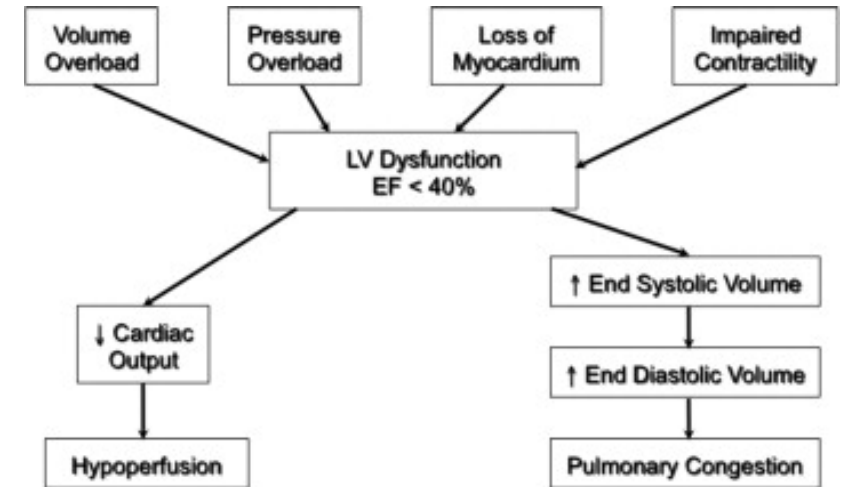 Volume
Overload
Pressure
Overload
Loss of
Myocardium
Impaired
Contractility
LV Dysfunction
EF < 40%
↑ End Systolic Volume
↓ Cardiac
Output
↑ End Diastolic Volume
Hypoperfusion
Pulmonary Congestion